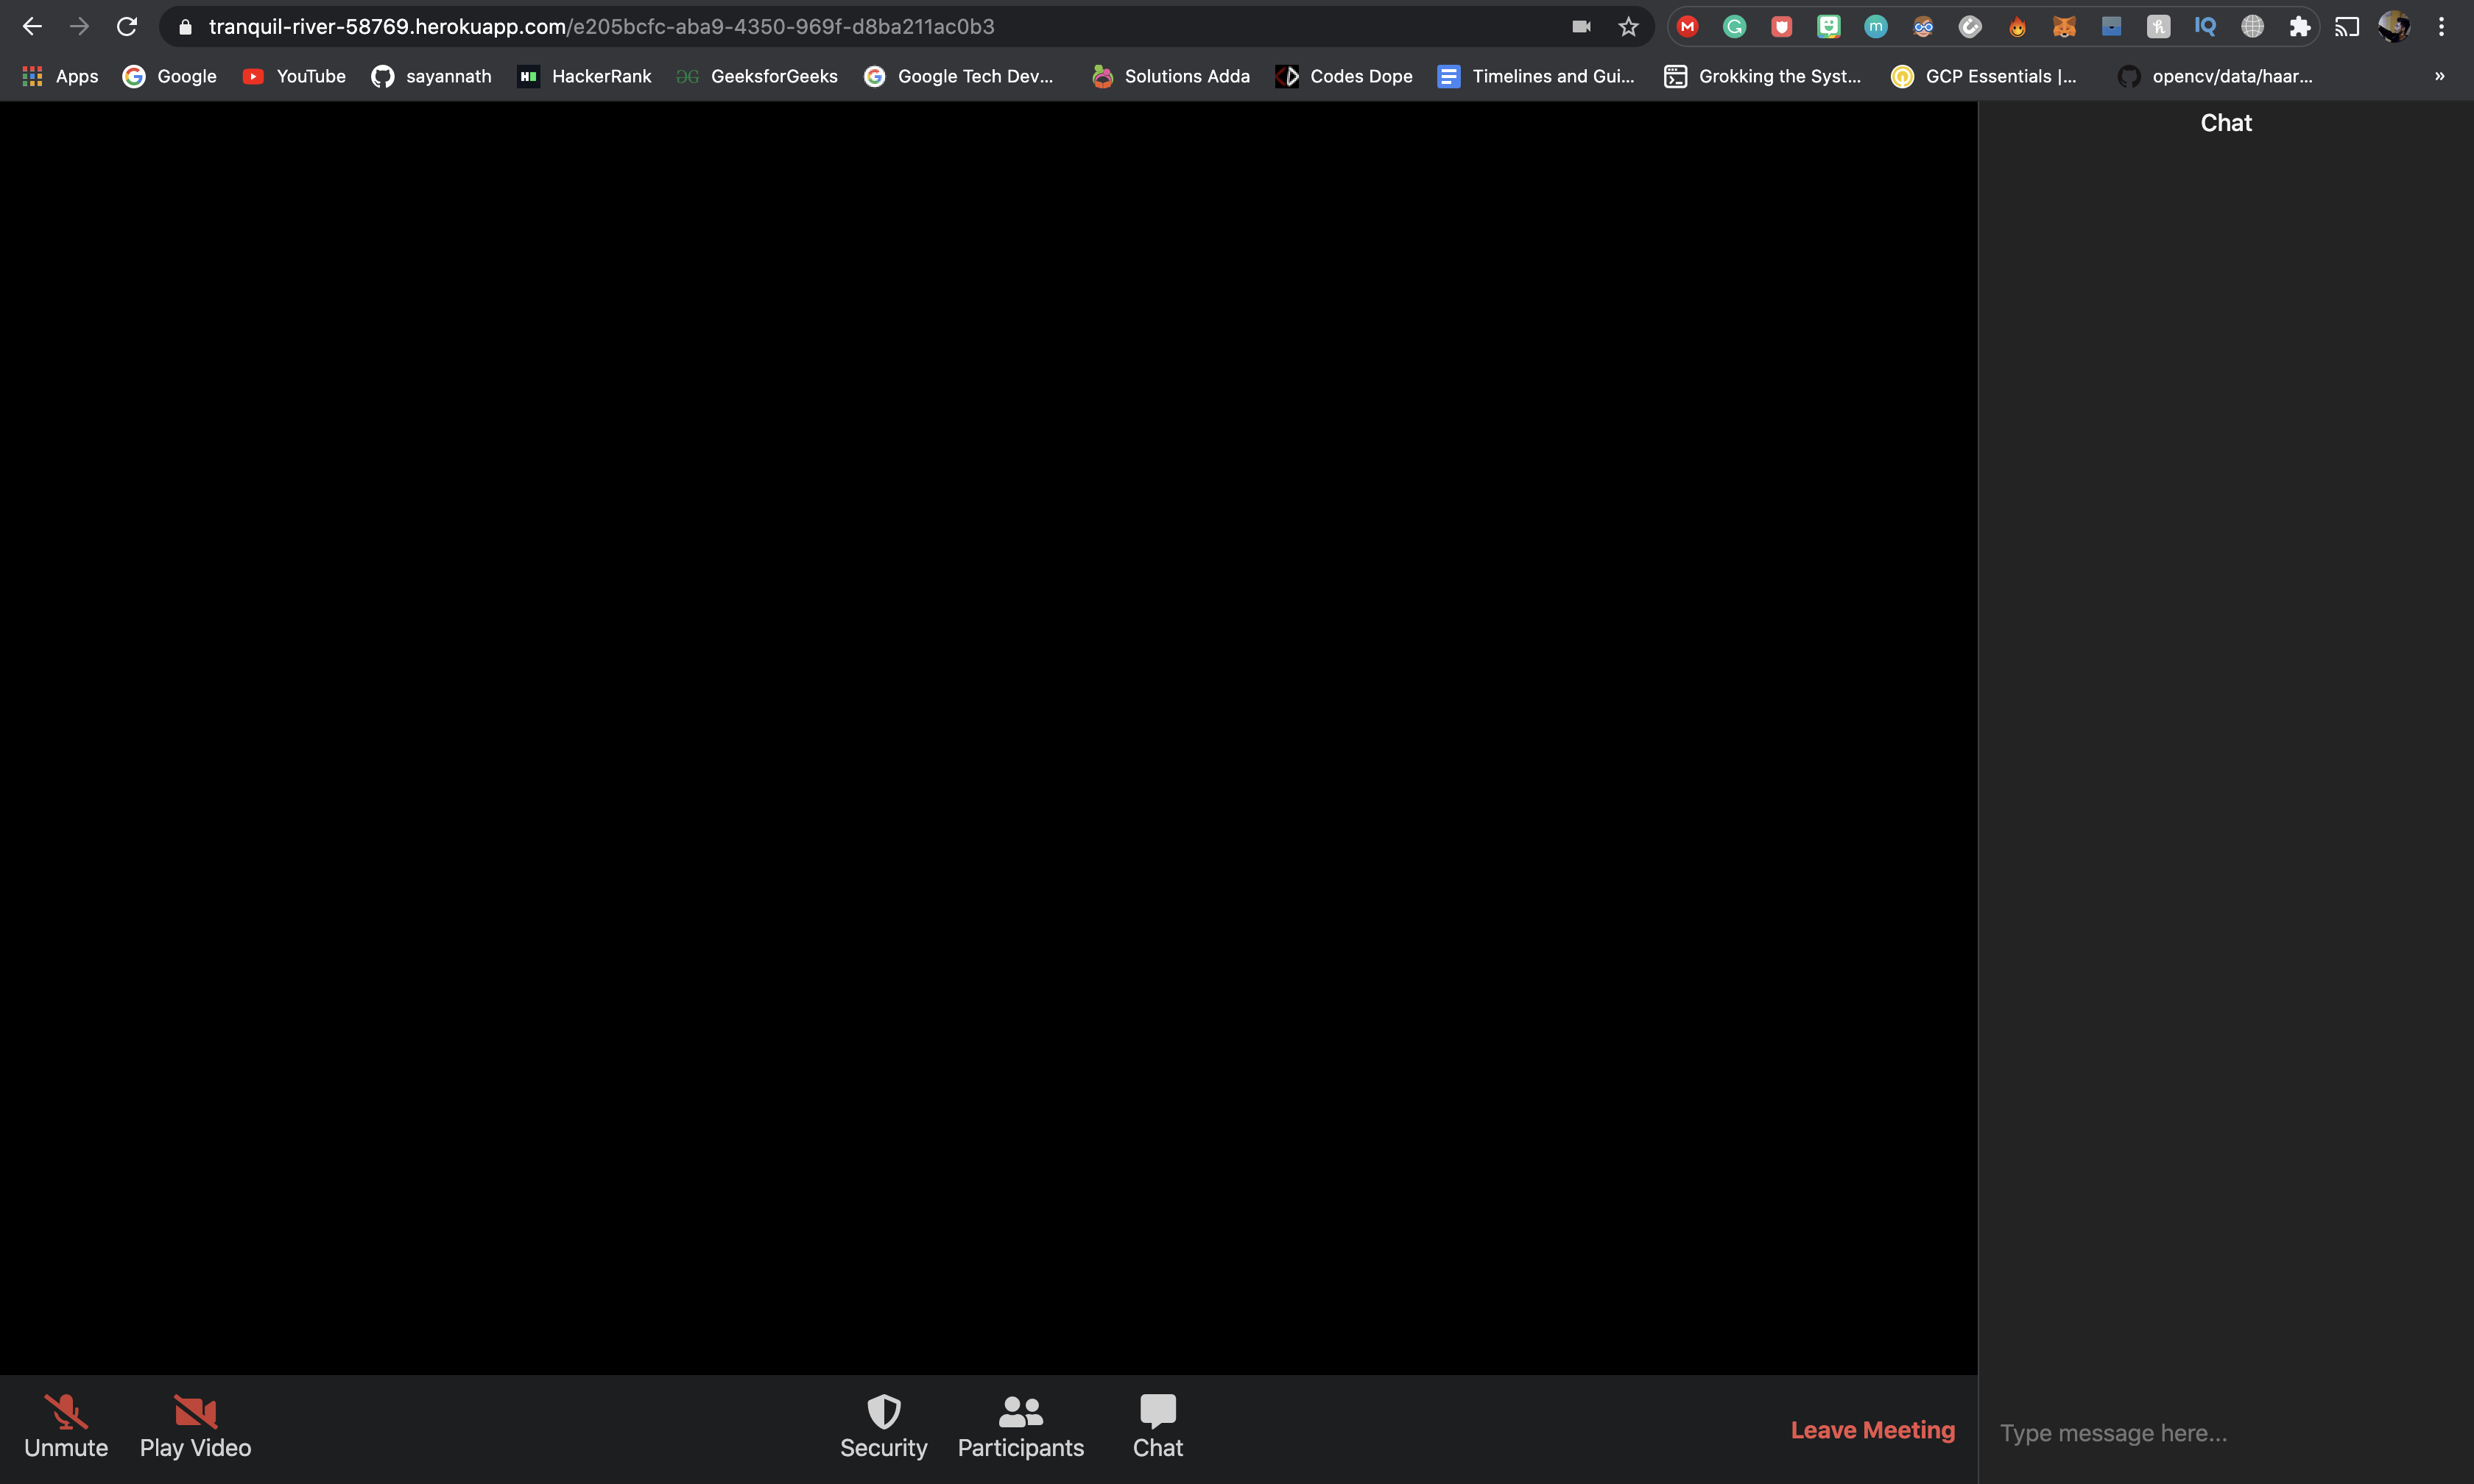 tranquil-river-58769.herokuapp.com/e205bcfc-aba9-4350-969f-d8ba211ac0b3
Apps Google YouTube sayannath HackerRank GeeksforGeeks Google Tech Dev... Solutions Adda Codes Dope Timelines and Gui... Grokking the Syst... GCP Essentials |... opencv/data/haar... »
Chat
Unmute Play Video Security Participants Chat Leave Meeting
Type message here...